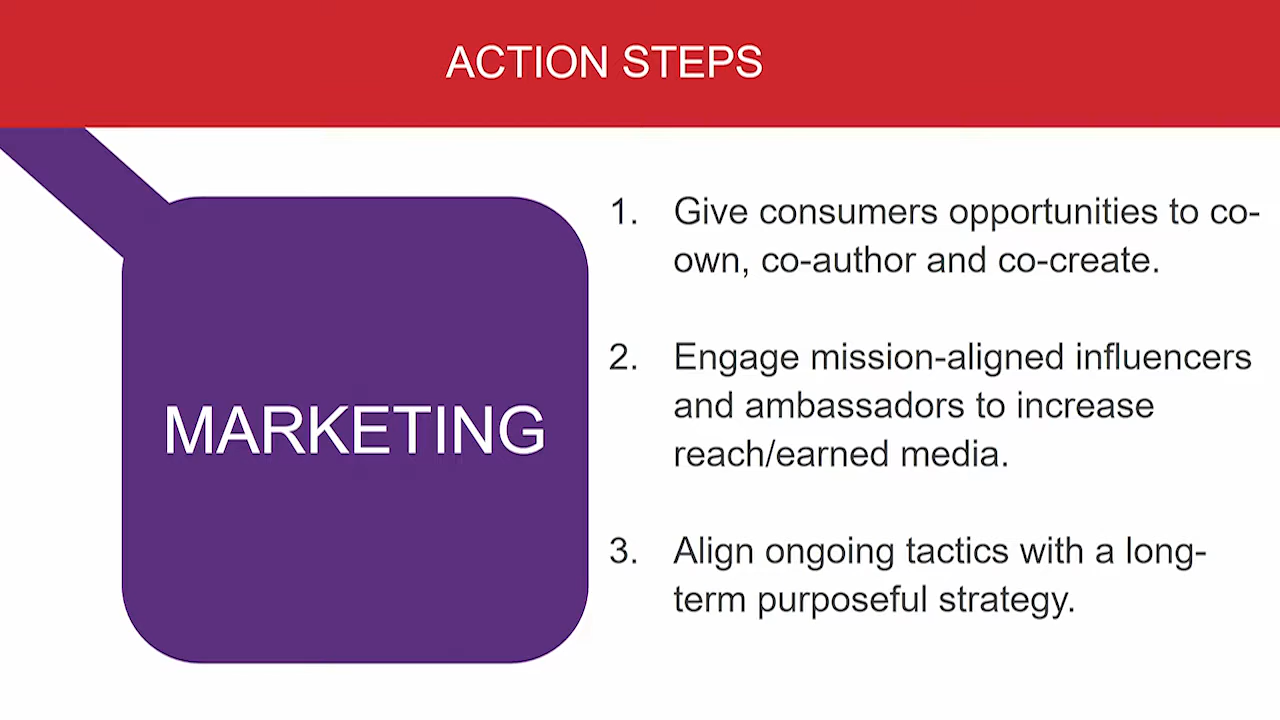 ACTION STEPS
MARKETING
1. Give consumers opportunities to co-
own, co-author and co-create.
2. Engage mission-aligned influencers
and ambassadors to increase
reach/earned media.
3. Align ongoing tactics with a long-
term purposeful strategy.